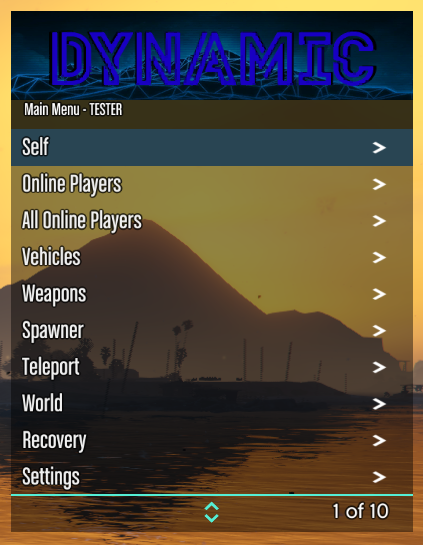 DYNAMIC
Main Menu - TESTER
Self
Online Players
All Online Players
Vehicles
Weapons
Spawner
Teleport
World
Recovery
Settings
1 of 10